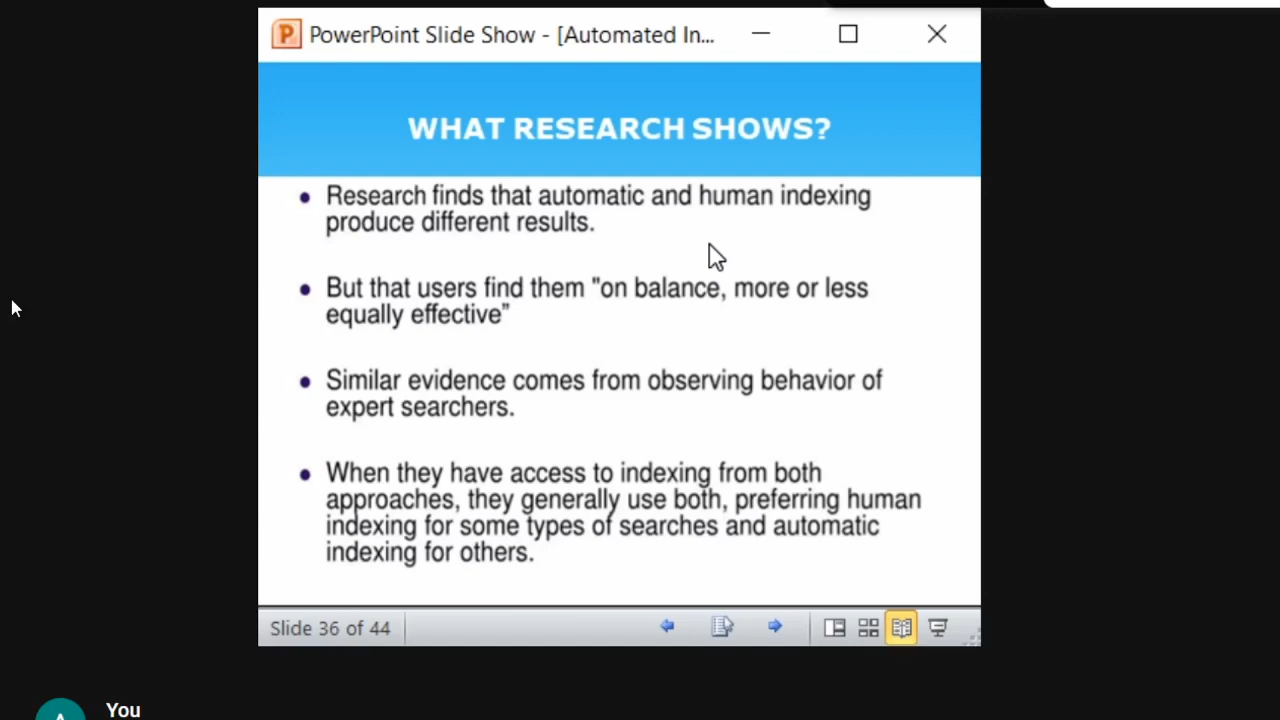 PowerPoint Slide Show - [Automated In...
WHAT RESEARCH SHOWS?
• Research finds that automatic and human indexing
produce different results.
• But that users find them "on balance, more or less
equally effective”
• Similar evidence comes from observing behavior of
expert searchers.
• When they have access to indexing from both
approaches, they generally use both, preferring human
indexing for some types of searches and automatic
indexing for others.
Slide 36 of 44
You